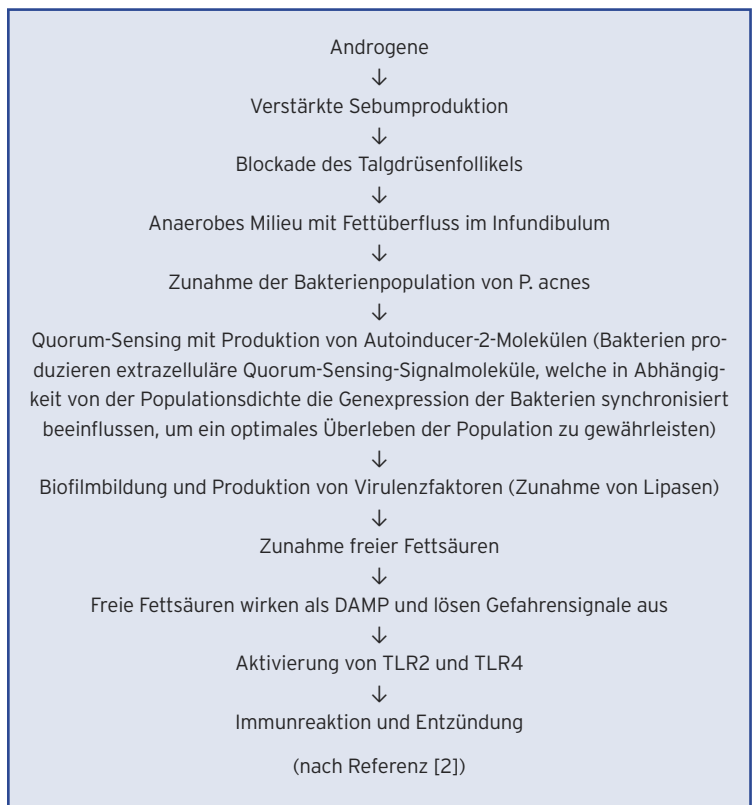 Androgene
↓
Verstärkte Sebumproduktion
↓
Blockade des Talgdrüsenfollikels
↓
Anaerobes Milieu mit Fettüberfluss im Infundibulum
↓
Zunahme der Bakterienpopulation von P. acnes
↓
Quorum-Sensing mit Produktion von Autoinducer-2-Molekülen (Bakterien pro-
duzieren extrazelluläre Quorum-Sensing-Signalmoleküle, welche in Abhängig-
keit von der Populationsdichte die Genexpression der Bakterien synchronisiert
beeinflussen, um ein optimales Überleben der Population zu gewährleisten)
↓
Biofilmbildung und Produktion von Virulenzfaktoren (Zunahme von Lipasen)
↓
Zunahme freier Fettsäuren
↓
Freie Fettsäuren wirken als DAMP und lösen Gefahrensignale aus
↓
Aktivierung von TLR2 und TLR4
↓
Immunreaktion und Entzündung
(nach Referenz [2])